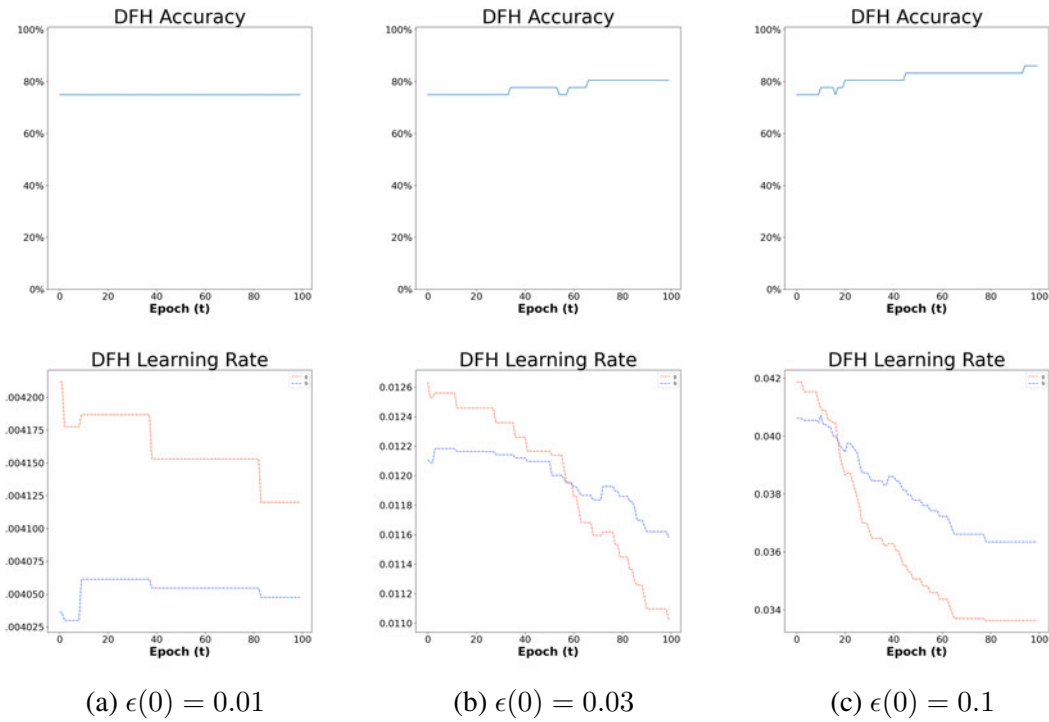 DFH Accuracy
100%
80%
60%
40%
20%
0%
0 20 40 60 80 100
Epoch (t)
DFH Accuracy
100%
80%
60%
40%
20%
0%
0 20 40 60 80 100
Epoch (t)
DFH Accuracy
100%
80%
60%
40%
20%
0%
0 20 40 60 80 100
Epoch (t)
DFH Learning Rate
.004200
.004175
.004150
.004125
.004100
.004075
.004050
.004025
0 20 40 60 80 100
Epoch (t)
DFH Learning Rate
0.0126
0.0124
0.0122
0.0120
0.0118
0.0116
0.0114
0.0112
0.0110
0 20 40 60 80 100
Epoch (t)
DFH Learning Rate
0.042
0.040
0.038
0.036
0.034
0 20 40 60 80 100
Epoch (t)
(a) ϵ(0) = 0.01
(b) ϵ(0) = 0.03
(c) ϵ(0) = 0.1